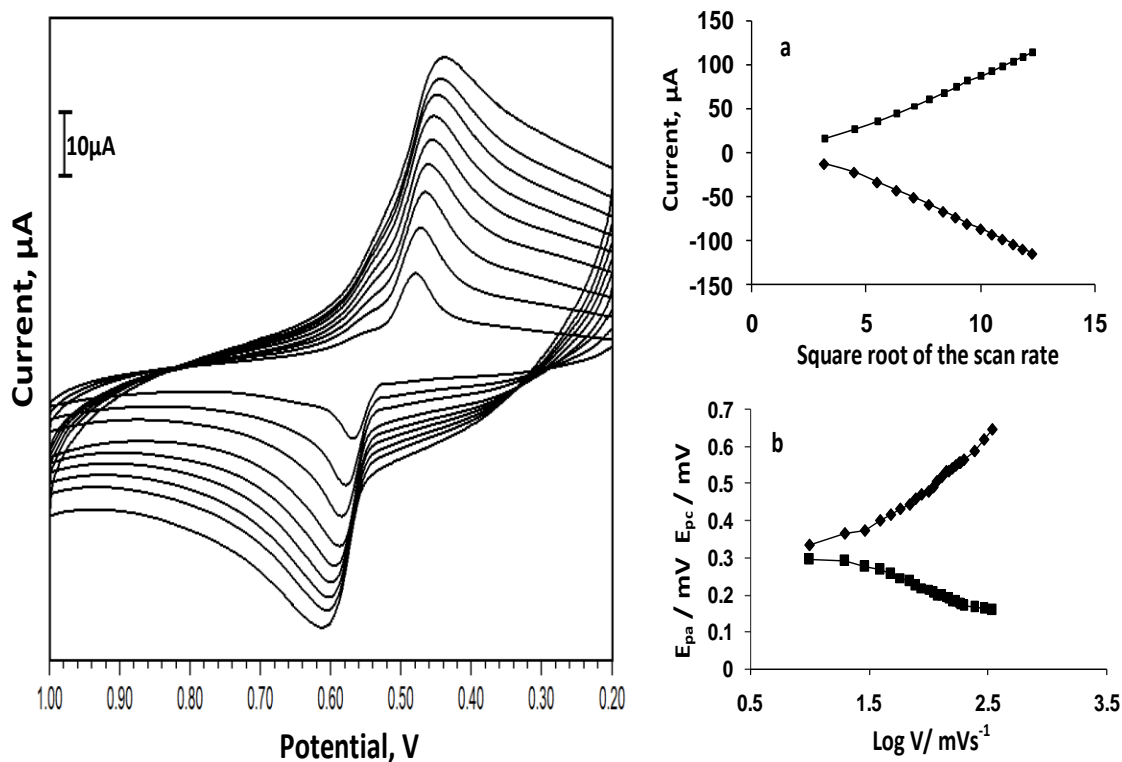 10µA
Current, µA
1.00 0.90 0.80 0.70 0.60 0.50 0.40 0.30 0.20
Potential, V
a
150
100
50
0
-50
-100
-150
Current, µA
0 5 10 15
Square root of the scan rate
b
0.7
0.6
0.5
0.4
0.3
0.2
0.1
0
Epa / mV Epc / mV
0.5 1.5 2.5 3.5
Log V/ mVs-1